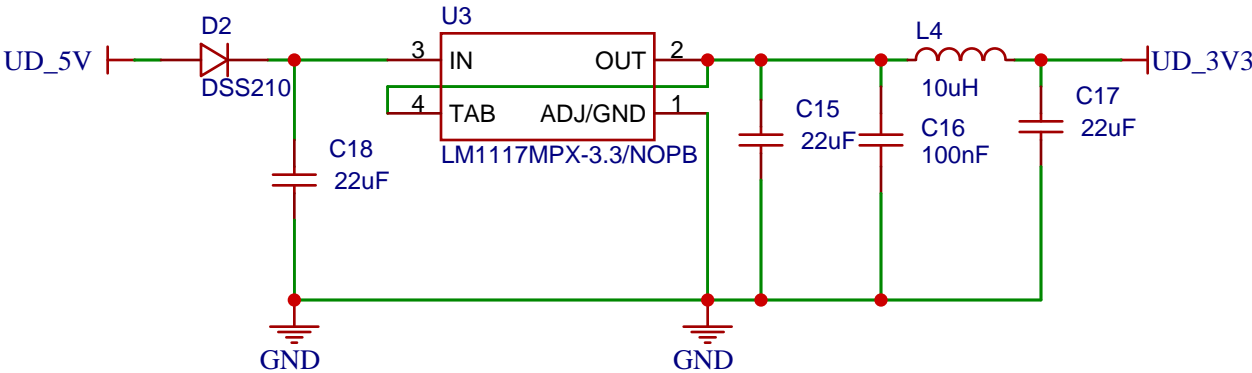 D2
U3
L4
UD_5V
3
IN
OUT
2
UD_3V3
DSS210
10uH
4
TAB
ADJ/GND
1
C15
22uF
C16
100nF
C17
22uF
LM1117MPX-3.3/NOPB
C18
22uF
GND
GND